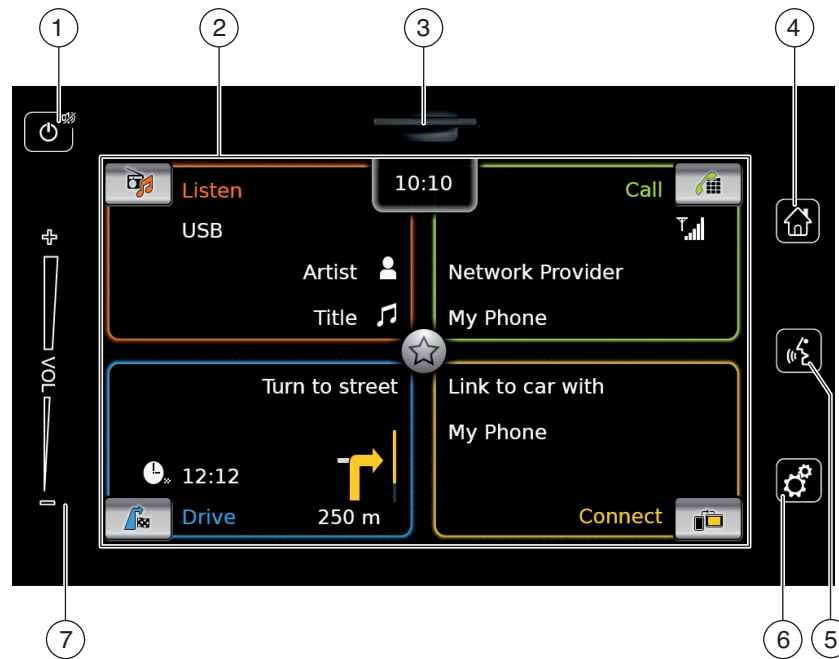 1
2
3
4
Listen
10:10
Call
USB
Artist
Network Provider
Title
My Phone
VOL
Turn to street
Link to car with
My Phone
12:12
Drive
250 m
Connect
7
6
5